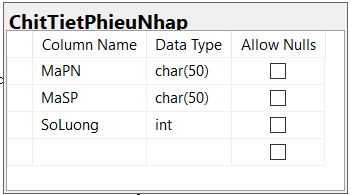 ChiTietPhieuNhap
Column Name Data Type Allow Nulls
MaPN char(50)
MaSP char(50)
SoLuong int